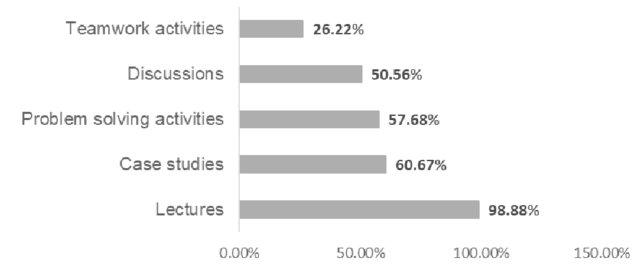 Teamwork activities 26.22%
Discussions 50.56%
Problem solving activities 57.68%
Case studies 60.67%
Lectures 98.88%
0.00% 50.00% 100.00% 150.00%